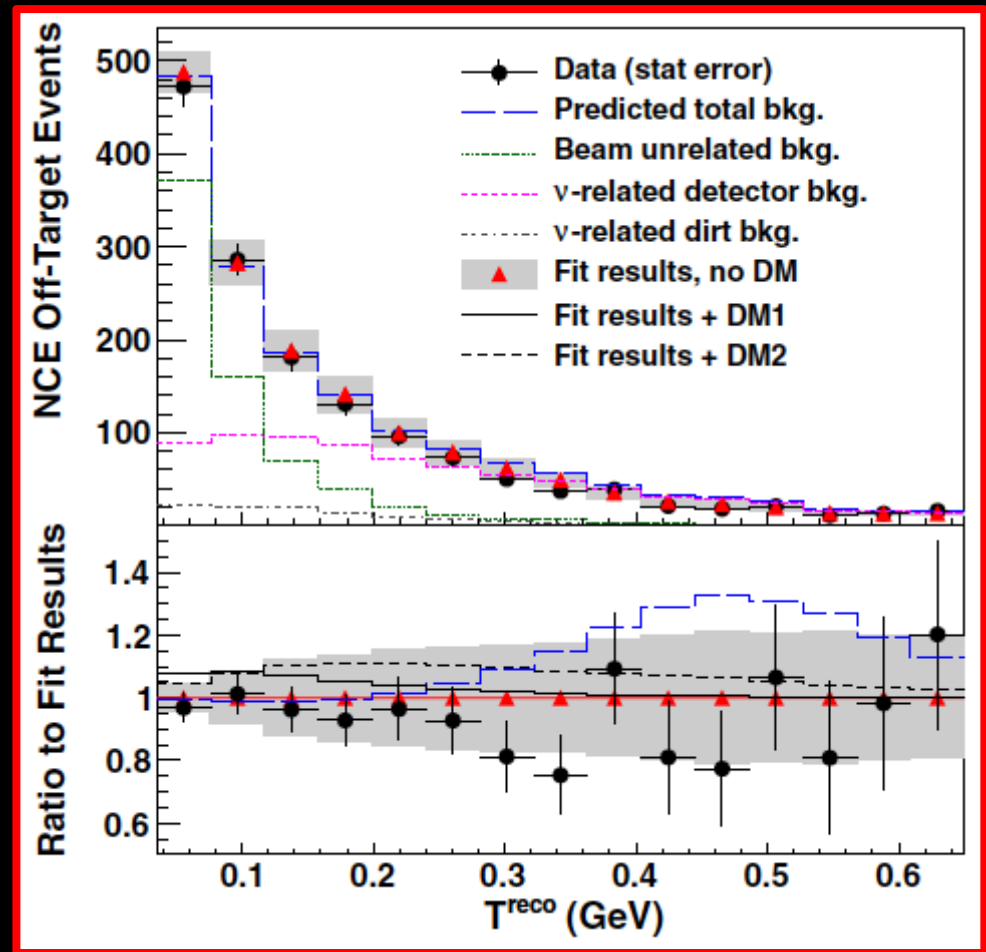 NCE Off-Target Events
500
400
300
200
100
Data (stat error)
Predicted total bkg.
Beam unrelated bkg.
ν-related detector bkg.
ν-related dirt bkg.
Fit results, no DM
Fit results + DM1
Fit results + DM2
Ratio to Fit Results
1.4
1.2
1
0.8
0.6
0.1 0.2 0.3 0.4 0.5 0.6
T^reco (GeV)